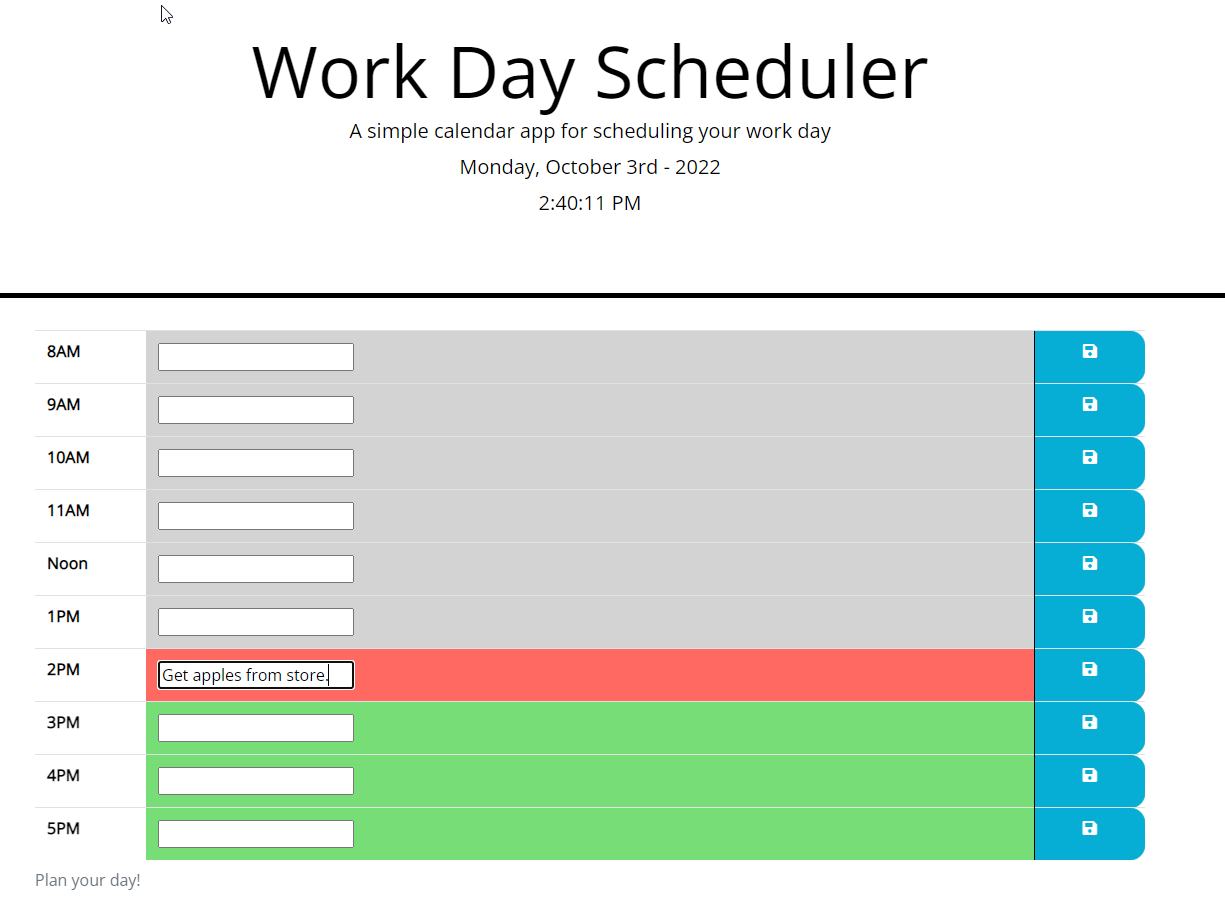 Work Day Scheduler
A simple calendar app for scheduling your work day
Monday, October 3rd - 2022
2:40:11 PM
8AM
9AM
10AM
11AM
Noon
1PM
2PM Get apples from store.
3PM
4PM
5PM
Plan your day!